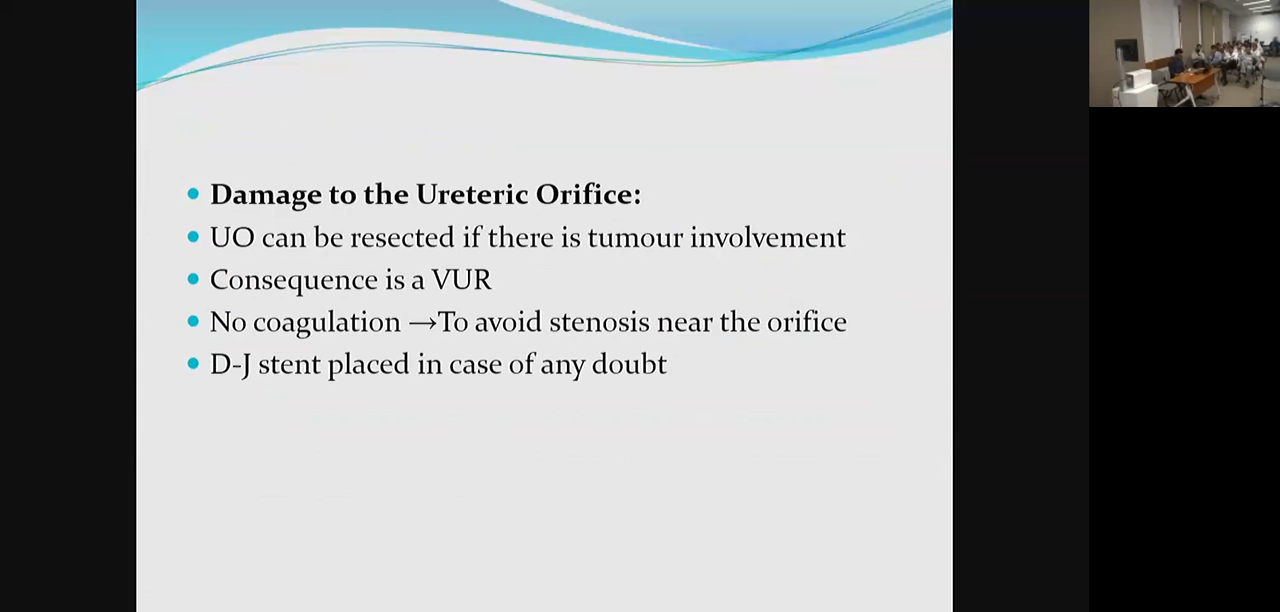 Damage to the Ureteric Orifice:
UO can be resected if there is tumour involvement
Consequence is a VUR
No coagulation →To avoid stenosis near the orifice
D-J stent placed in case of any doubt